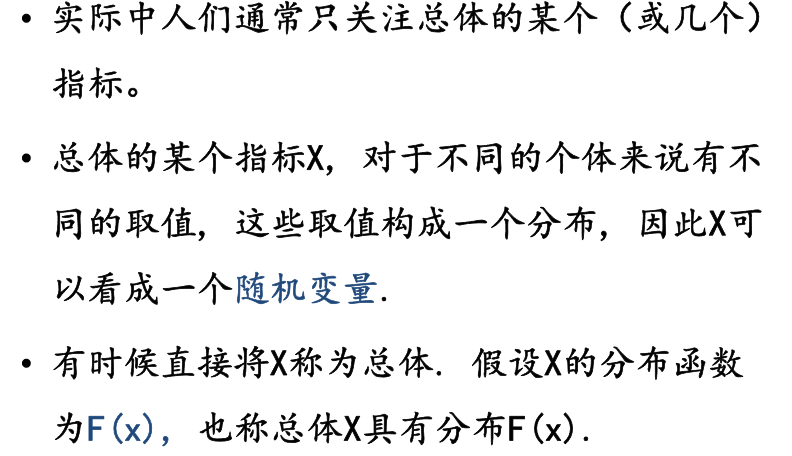 • 实际中人们通常只关注总体的某个（或几个）
指标。
• 总体的某个指标X, 对于不同的个体来说有不
同的取值, 这些取值构成一个分布, 因此X可
以看成一个随机变量.
• 有时候直接将X称为总体. 假设X的分布函数
为F(x), 也称总体X具有分布F(x).